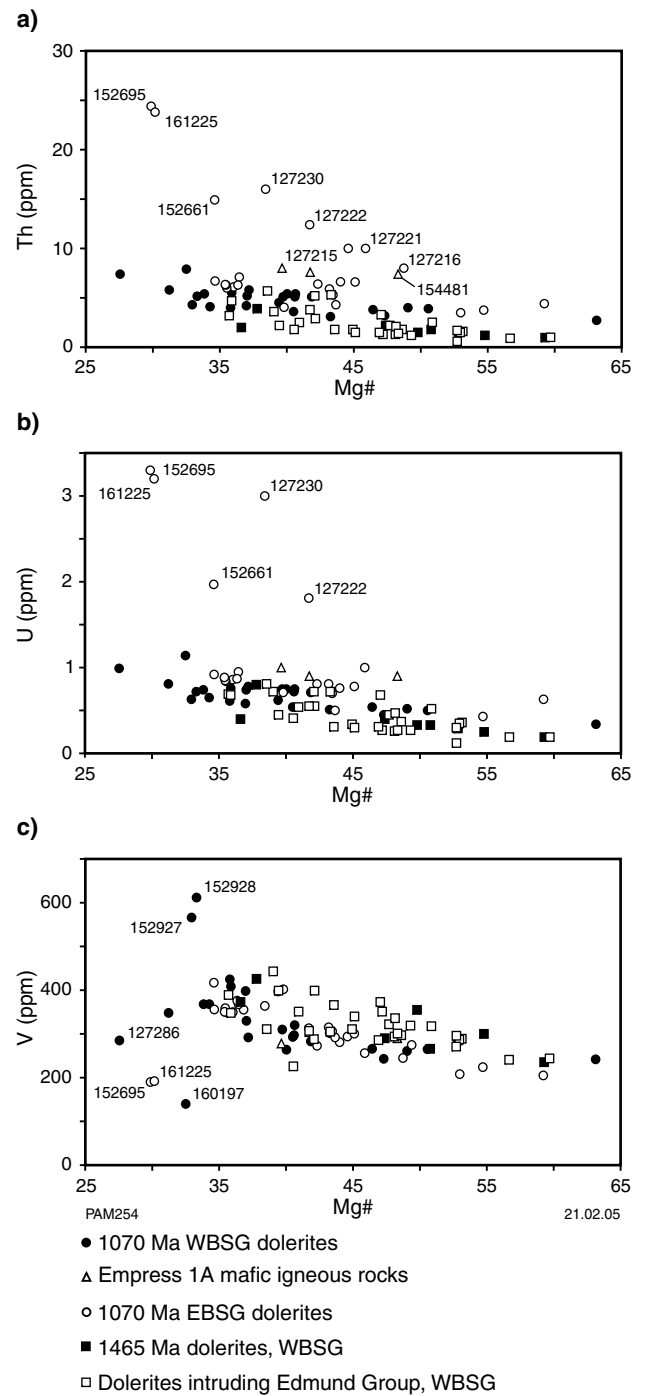 a)
30
20
10
0
Th (ppm)
152695
161225
127230
152661
127222
127221
127215
127216
154481
25 35 45 55 65
Mg#
b)
3
2
1
0
U (ppm)
152695
161225
127230
152661
127222
25 35 45 55 65
Mg#
c)
600
400
200
0
V (ppm)
152928
152927
127286
161225
152695
160197
25 35 45 55 65
Mg#
PAM254 21.02.05
1070 Ma WBSG dolerites
Empress 1A mafic igneous rocks
1070 Ma EBSG dolerites
1465 Ma dolerites, WBSG
Dolerites intruding Edmund Group, WBSG